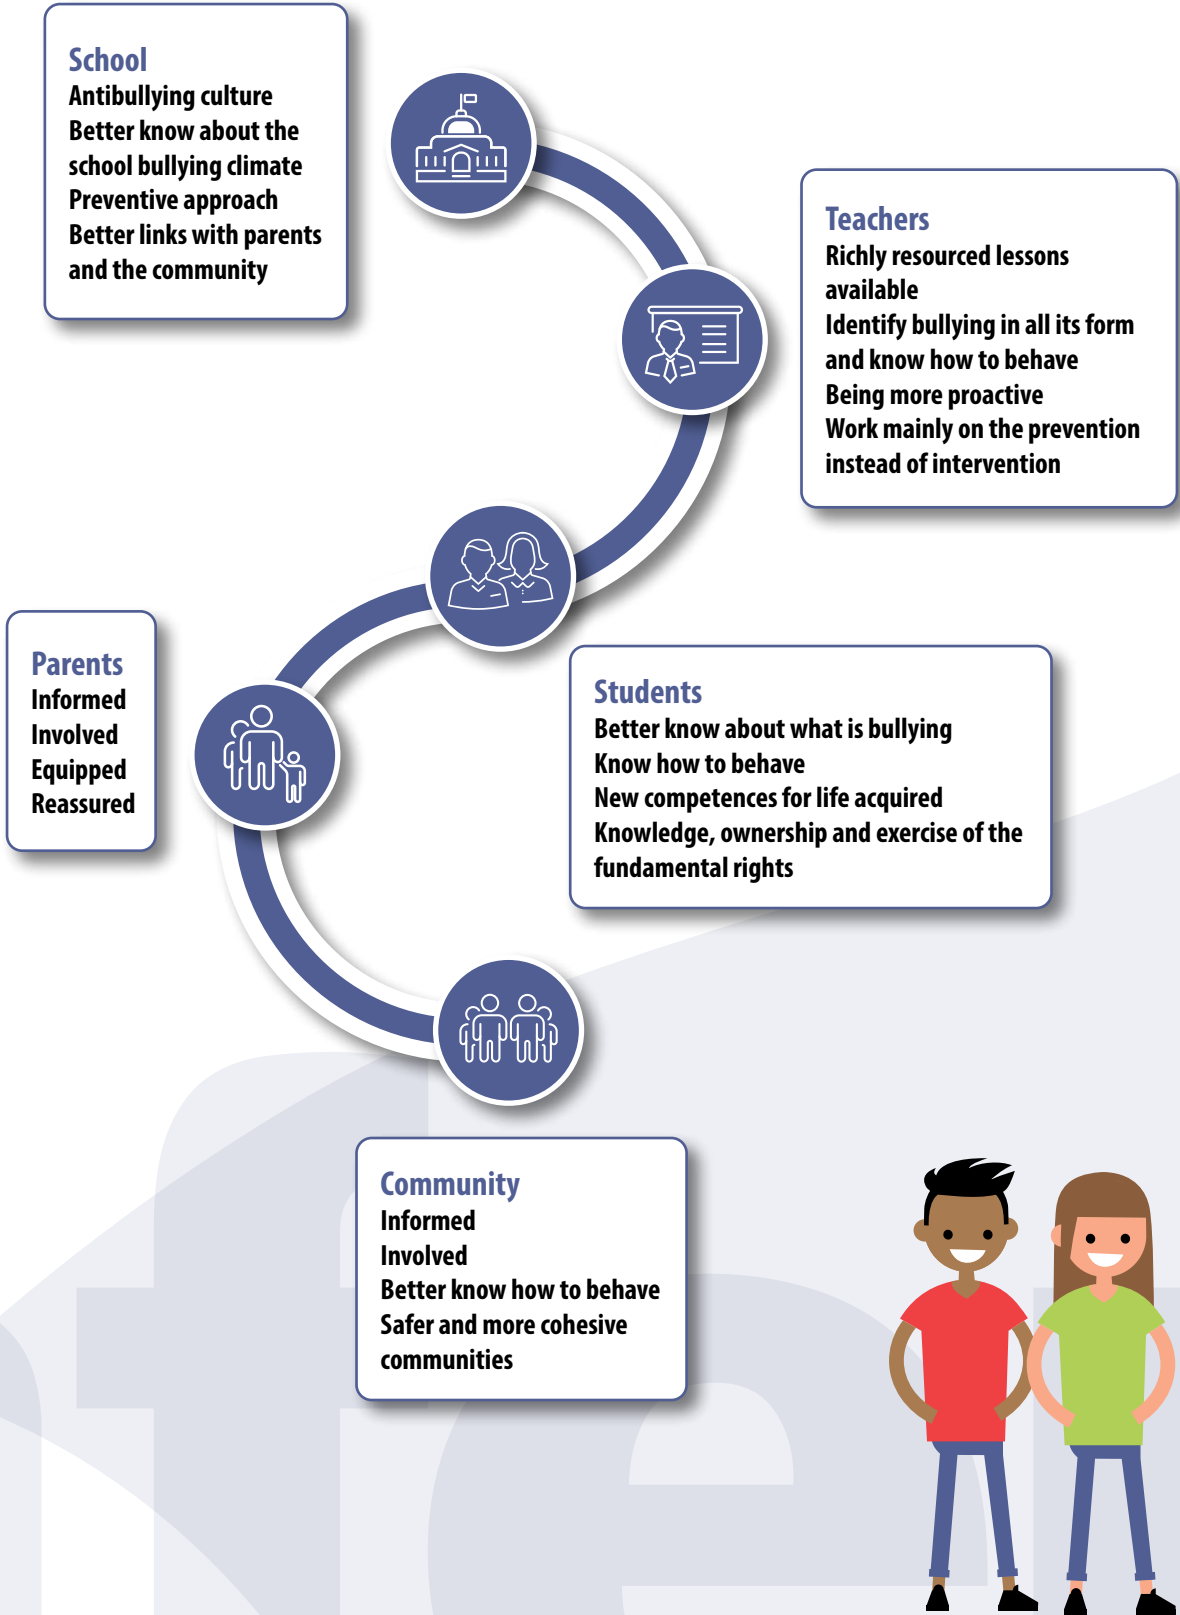 School
Antibullying culture
Better know about the
school bullying climate
Preventive approach
Better links with parents
and the community
Teachers
Richly resourced lessons
available
Identify bullying in all its form
and know how to behave
Being more proactive
Work mainly on the prevention
instead of intervention
Parents
Informed
Involved
Equipped
Reassured
Students
Better know about what is bullying
Know how to behave
New competences for life acquired
Knowledge, ownership and exercise of the
fundamental rights
Community
Informed
Involved
Better know how to behave
Safer and more cohesive
communities